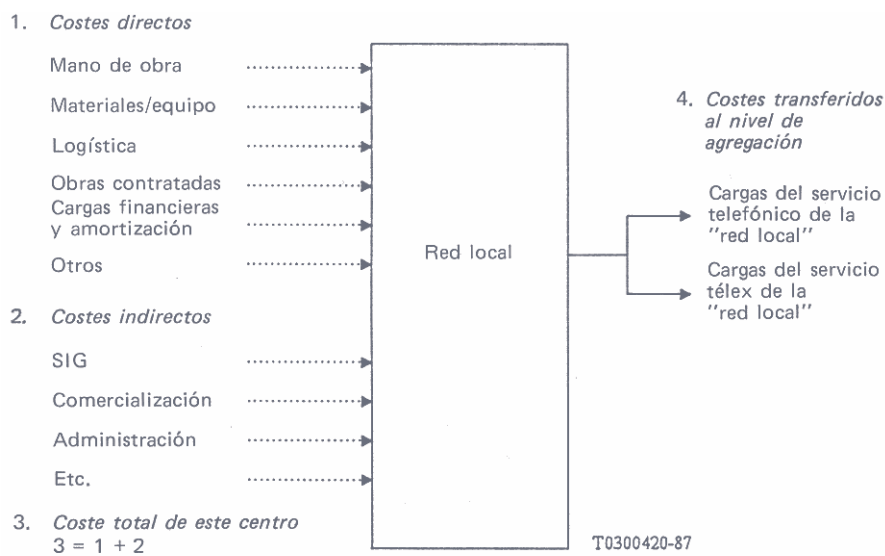 1. Costes directos
Mano de obra
Materiales/equipo
Logística
Obras contratadas
Cargas financieras
y amortización
Otros
2. Costes indirectos
SIG
Comercialización
Administración
Etc.
3. Coste total de este centro
3 = 1 + 2
Red local
4. Costes transferidos
al nivel de
agregación
Cargas del servicio
telefónico de la
"red local"
Cargas del servicio
télex de la
"red local"
T0300420-87